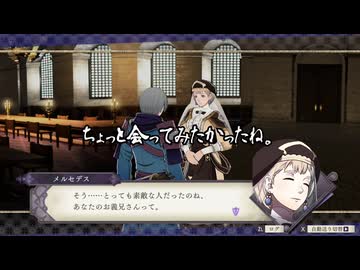 ちょっと会ってみたかったね。
メルセデス
そう……とっても素敵な人だったのね、
あなたのお義兄さんって。
ZL ログ
X 自動送り切替